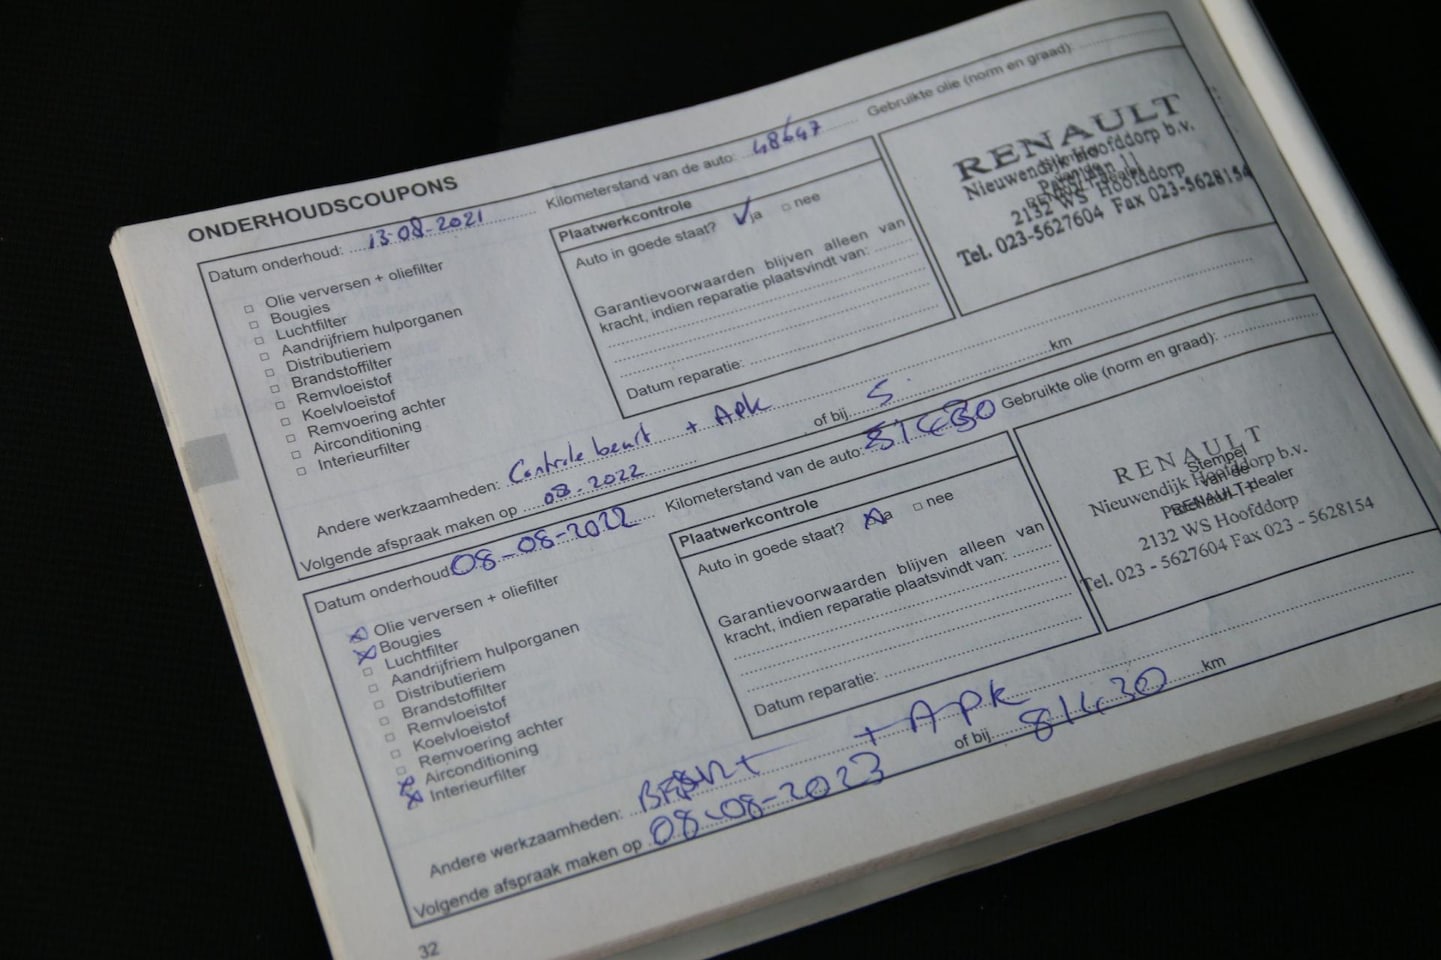 ONDERHOUDSCOUPONS
Datum onderhoud: 13-08-2021
Kilometerstand van de auto: 48647
Gebruikte olie (norm en graad):
□ Olie verversen + oliefilter
□ Bougies
□ Luchtfilter
□ Aandrijfriem hulporganen
□ Distributieriem
□ Brandstoffilter
□ Remvloeistof
□ Koelvloeistof
□ Remvoering achter
□ Airconditioning
□ Interieurfilter
Plaatwerkcontrole
Auto in goede staat? ✓ ja □ nee
Garantievoorwaarden blijven alleen van
kracht, indien reparatie plaatsvindt van:
Datum reparatie:
RENAULT
Nieuwendijk Hoofddorp b.v.
2132 WS Hoofddorp
Tel. 023-5627604 Fax 023-5628154
Andere werkzaamheden: Controle beurt + Apk
Volgende afspraak maken op 08-2022 of bij km
Datum onderhoud: 08-08-2022
Kilometerstand van de auto:
Gebruikte olie (norm en graad):
☒ Olie verversen + oliefilter
☒ Bougies
□ Luchtfilter
□ Aandrijfriem hulporganen
□ Distributieriem
□ Brandstoffilter
□ Remvloeistof
□ Koelvloeistof
□ Remvoering achter
☒ Airconditioning
☒ Interieurfilter
Plaatwerkcontrole
Auto in goede staat? ☒ ja □ nee
Garantievoorwaarden blijven alleen van
kracht, indien reparatie plaatsvindt van:
Datum reparatie:
RENAULT
Stempel
Nieuwendijk Hoofddorp b.v.
van de
RENAULT-dealer
2132 WS Hoofddorp
Tel. 023 - 5627604 Fax 023 - 5628154
Andere werkzaamheden: + APK
Volgende afspraak maken op 08-08-2023 of bij 81430 km
32